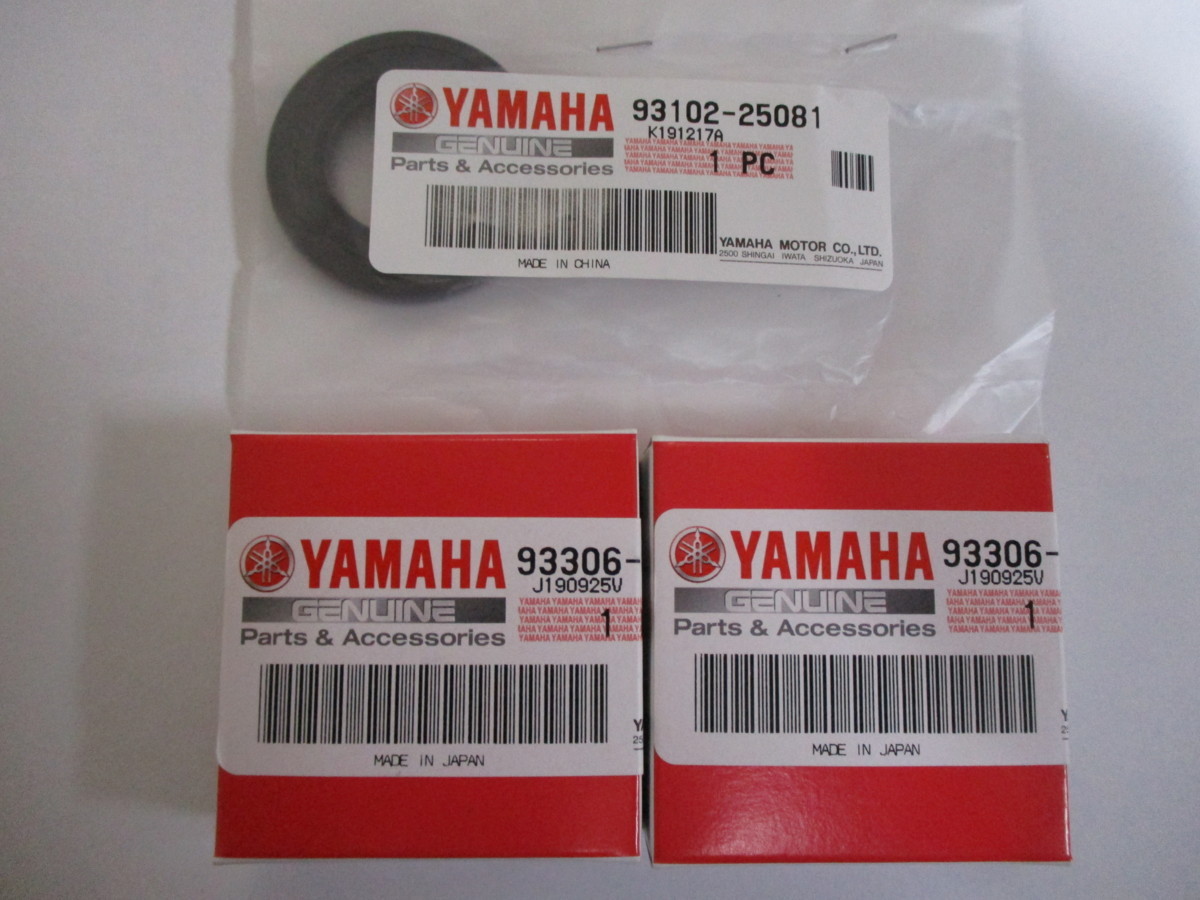 YAMAHA 93102-25081
K191217A
GENUINE
1 PC
Parts & Accessories
YAMAHA MOTOR CO.,LTD.
2500 SHINGAI IWATA SHIZUOKA JAPAN
MADE IN CHINA
YAMAHA 93306-
J190925V
GENUINE
1
Parts & Accessories
MADE IN JAPAN
YAMAHA 93306-
J190925V
GENUINE
1
Parts & Accessories
MADE IN JAPAN